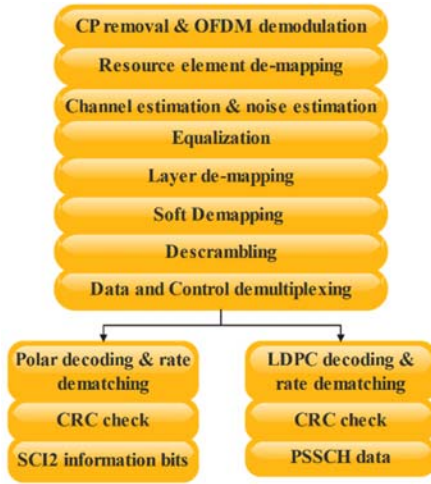 CP removal & OFDM demodulation
Resource element de-mapping
Channel estimation & noise estimation
Equalization
Layer de-mapping
Soft Demapping
Descrambling
Data and Control demultiplexing
Polar decoding & rate
dematching
CRC check
SCI2 information bits
LDPC decoding &
rate dematching
CRC check
PSSCH data